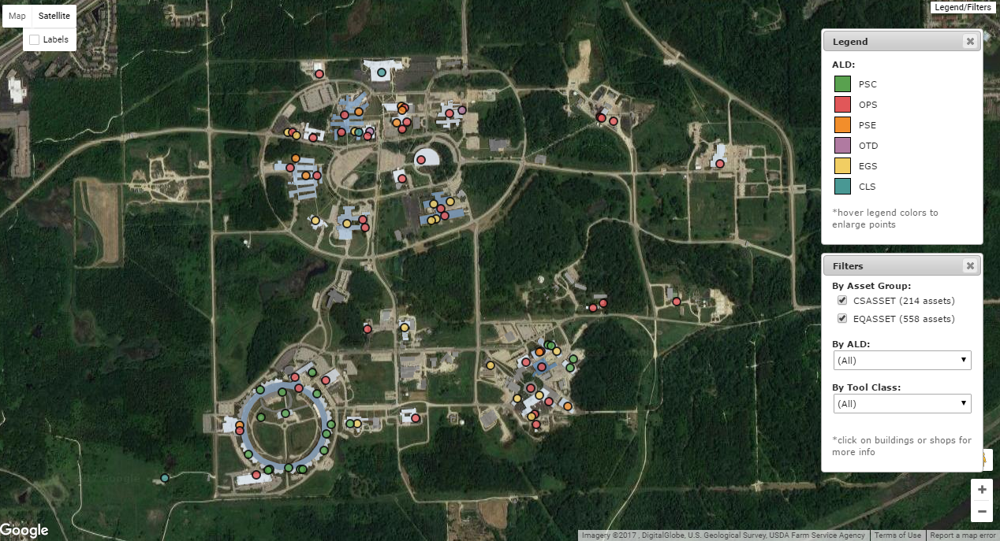 Map Satellite
Labels
Legend/Filters
Legend
ALD:
PSC
OPS
PSE
OTD
EGS
CLS
*hover legend colors to
enlarge points
Filters
By Asset Group:
CSASSET (214 assets)
EQASSET (558 assets)
By ALD:
(All)
By Tool Class:
(All)
*click on buildings or shops for
more info
Google
Google
Imagery ©2017 , DigitalGlobe, U.S. Geological Survey, USDA Farm Service Agency Terms of Use Report a map error